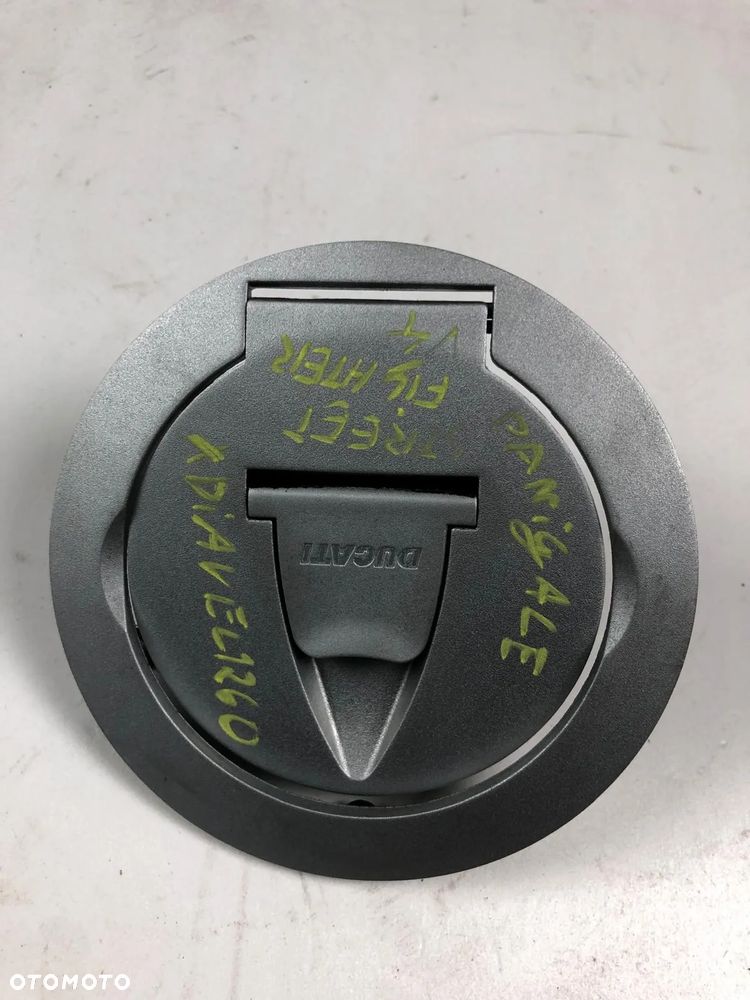 STREET
FIGHTER
V4
PANiGALE
XDiAVEL1260
DUCATI
OTOMOTO